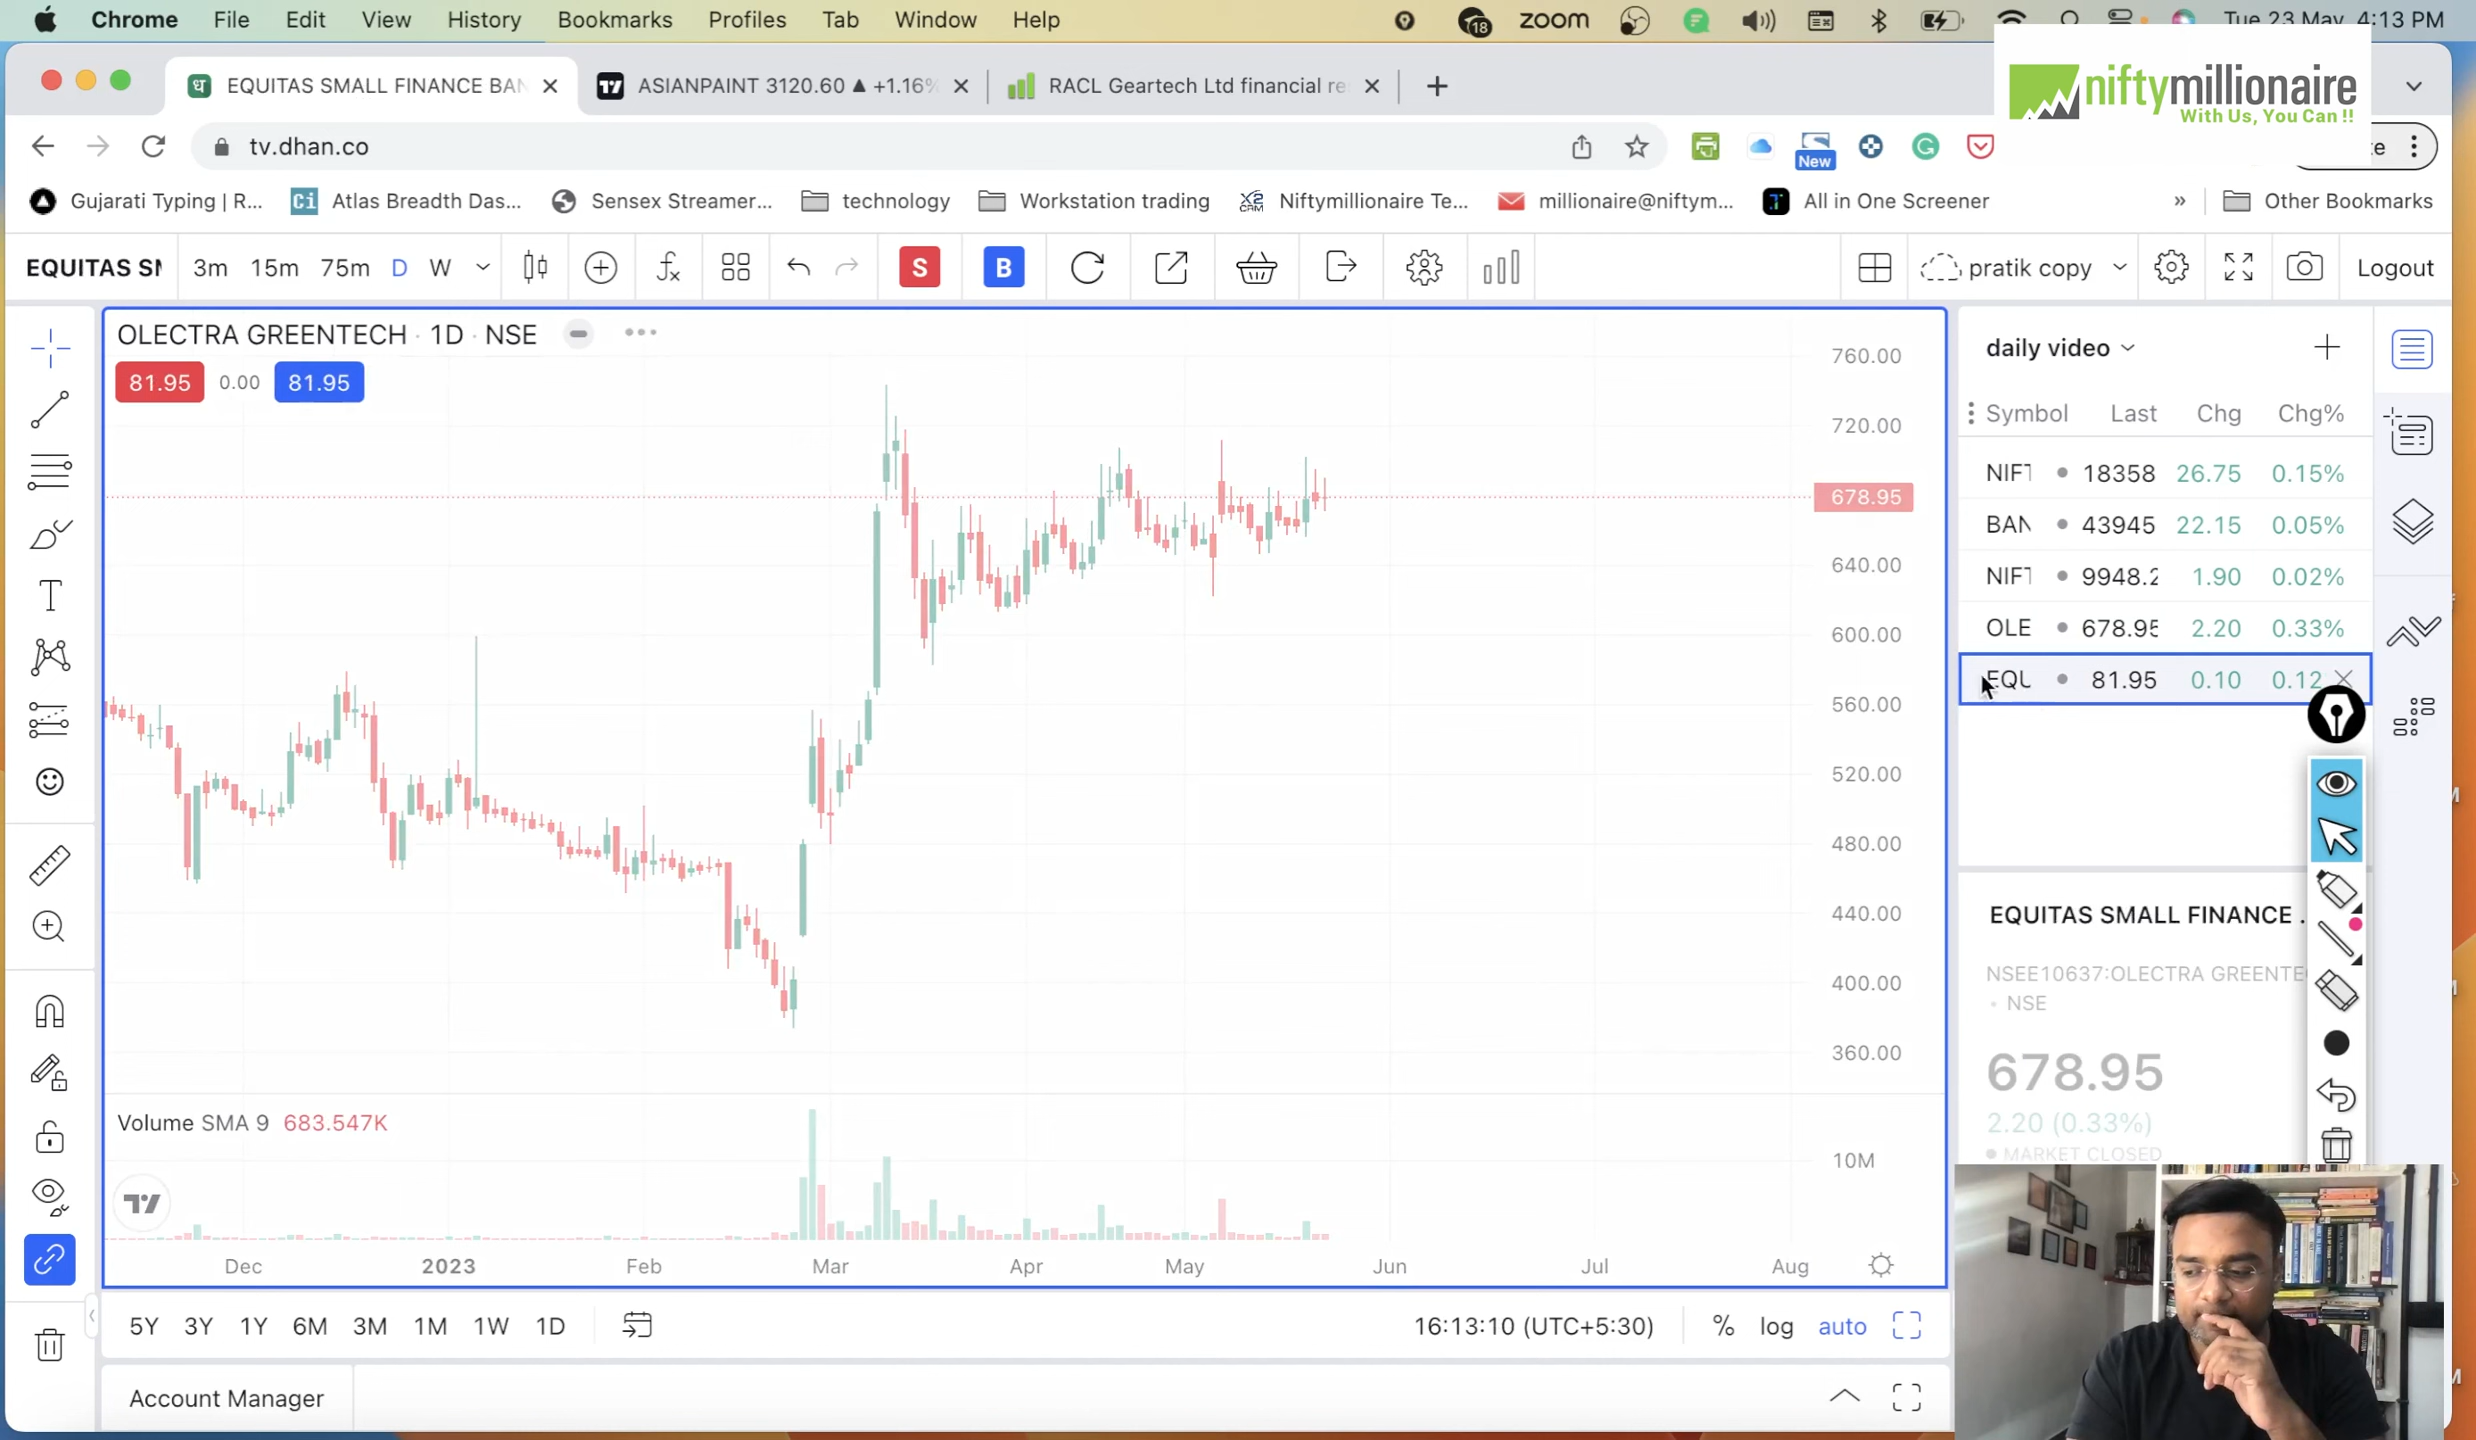 Chrome File Edit View History Bookmarks Profiles Tab Window Help 18 zoom Tue 23 May 4:13 PM
EQUITAS SMALL FINANCE BAN ASIANPAINT 3120.60 ▲ +1.16% RACL Geartech Ltd financial re
niftymillionaire
With Us, You Can !!
tv.dhan.co New
Gujarati Typing | R... Ci Atlas Breadth Das... Sensex Streamer... technology Workstation trading X2 CRM Niftymillionaire Te... millionaire@niftym... All in One Screener » Other Bookmarks
EQUITAS SM 3m 15m 75m D W S B pratik copy Logout
OLECTRA GREENTECH · 1D · NSE
81.95 0.00 81.95
760.00
720.00
678.95
640.00
600.00
560.00
520.00
480.00
440.00
400.00
360.00
Volume SMA 9 683.547K
10M
Dec 2023 Feb Mar Apr May Jun Jul Aug
5Y 3Y 1Y 6M 3M 1M 1W 1D 16:13:10 (UTC+5:30) % log auto
Account Manager
daily video
Symbol Last Chg Chg%
NIFT 18358 26.75 0.15%
BAN 43945 22.15 0.05%
NIFT 9948.2 1.90 0.02%
OLE 678.95 2.20 0.33%
EQU 81.95 0.10 0.12
EQUITAS SMALL FINANCE .
NSEE10637:OLECTRA GREENTE
• NSE
678.95
2.20 (0.33%)
MARKET CLOSED